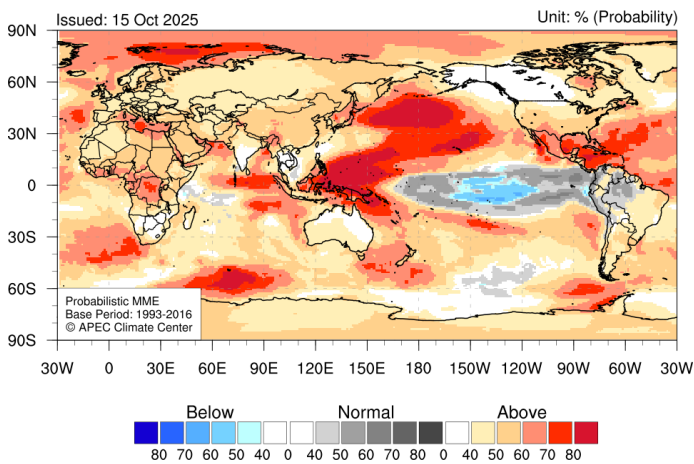 Issued: 15 Oct 2025
Unit: % (Probability)
90N
60N
30N
0
30S
60S
90S
Probabilistic MME
Base Period: 1993-2016
© APEC Climate Center
30W 0 30E 60E 90E 120E 150E 180 150W 120W 90W 60W 30W
Below Normal Above
80 70 60 50 40 0 40 50 60 70 80 0 40 50 60 70 80